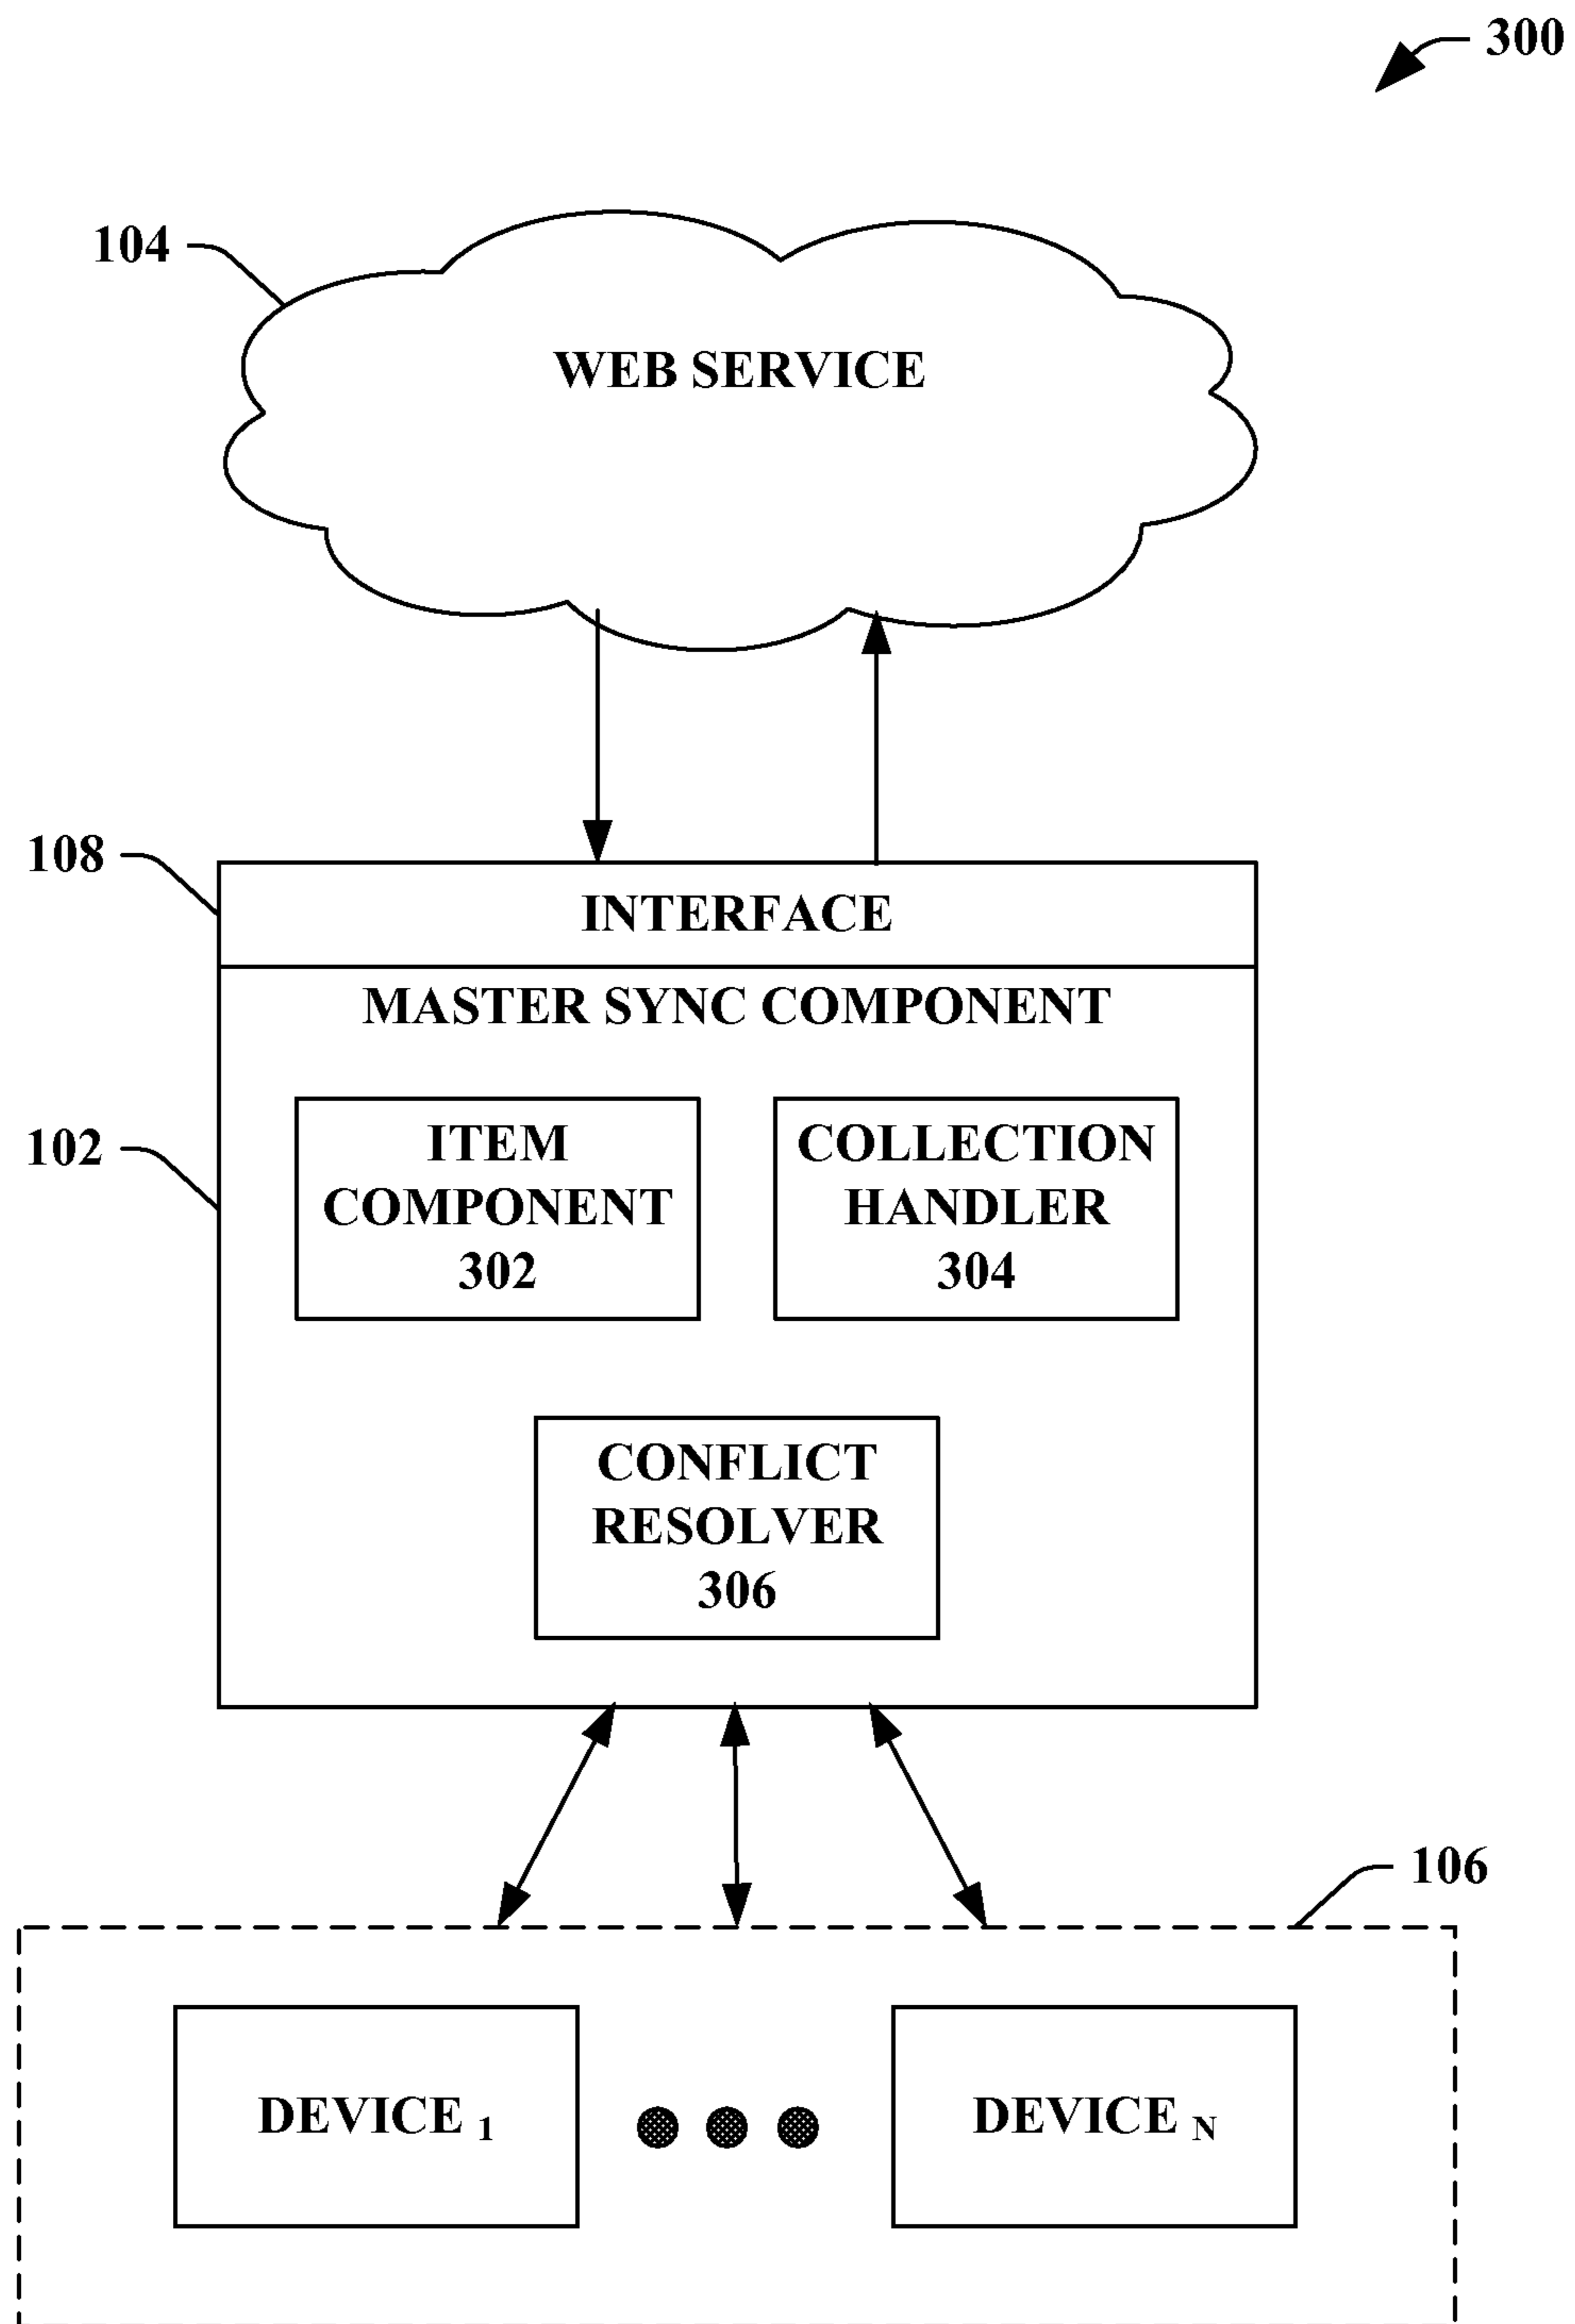 300
104
WEB SERVICE
108
INTERFACE
MASTER SYNC COMPONENT
102
ITEM
COMPONENT
302
COLLECTION
HANDLER
304
CONFLICT
RESOLVER
306
106
DEVICE 1
DEVICE N